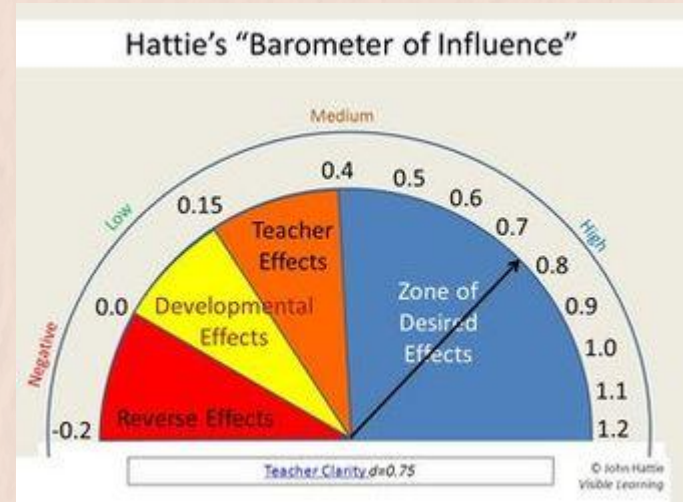 Hattie's “Barometer of Influence”
Medium
0.4
0.5
0.6
0.7
0.8
0.9
1.0
1.1
1.2
High
Low
0.15
0.0
Negative
-0.2
Teacher
Effects
Developmental
Effects
Reverse Effects
Zone of
Desired
Effects
Teacher Clarity d=0.75
© John Hattie
Visible Learning